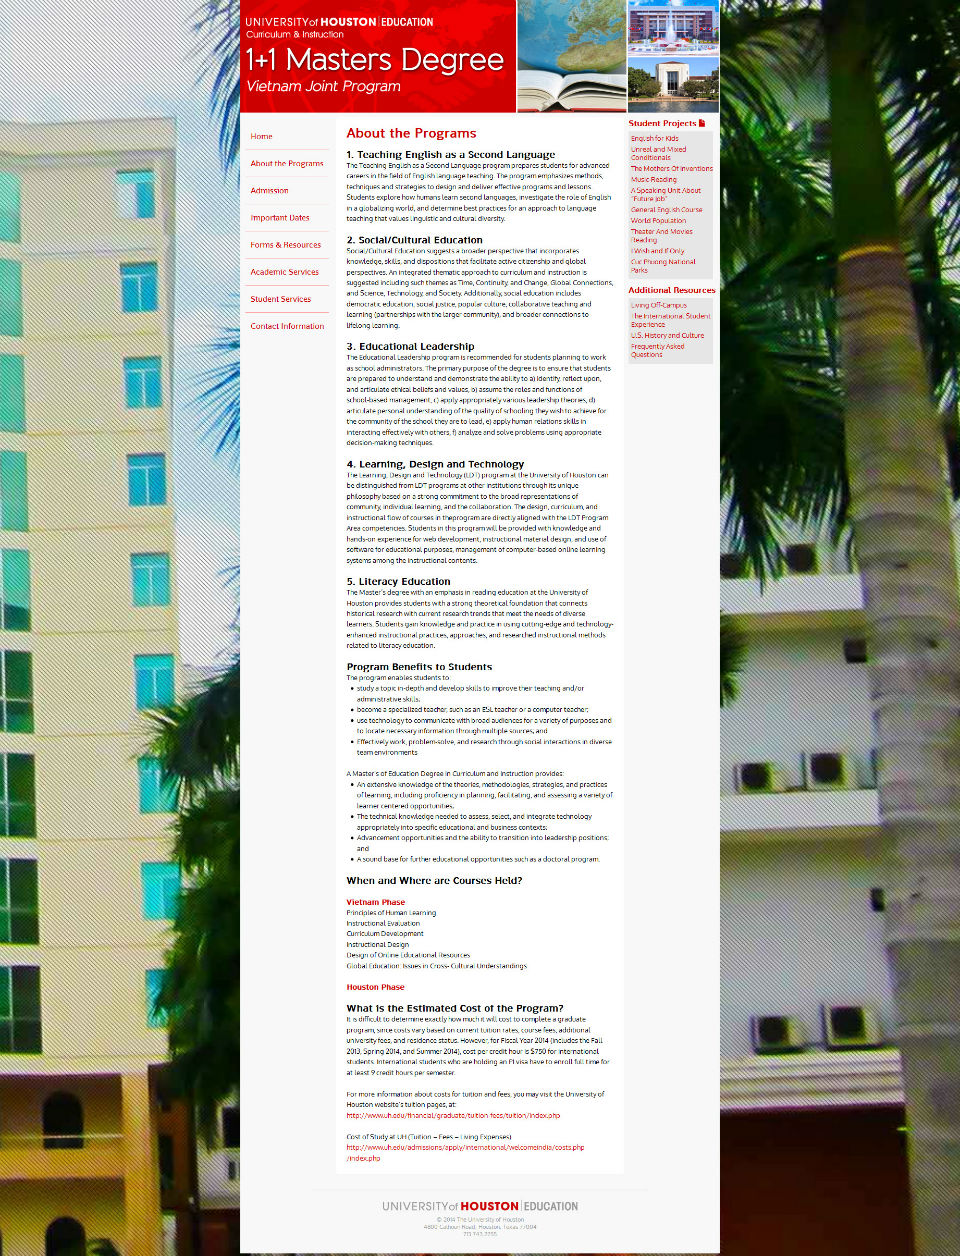 UNIVERSITY of HOUSTON | EDUCATION
Curriculum & Instruction
1+1 Masters Degree
Vietnam Joint Program
Home
About the Programs
Admission
Important Dates
Forms & Resources
Academic Services
Student Services
Contact Information
About the Programs
1. Teaching English as a Second Language
The Teaching English as a Second Language program prepares students for advanced
careers in the field of English language teaching. The program emphasizes methods,
techniques and strategies to design and deliver effective programs and lessons.
Students explore how humans learn second languages, investigate the role of English
in a globalizing world, and determine best practices for an approach to language
teaching that values linguistic and cultural diversity.
2. Social/Cultural Education
Social/Cultural Education suggests a broader perspective that incorporates
knowledge, skills, and dispositions that facilitate active citizenship and global
perspectives. An integrated thematic approach to curriculum and instruction is
suggested including such themes as Time, Continuity and Change, Global Connections,
and Science, Technology, and Society. Additionally, social education includes
democratic education, social justice, popular culture, collaborative teaching and
learning (partnerships with the larger community), and broader connections to
lifelong learning.
3. Educational Leadership
The Educational Leadership program is recommended for students planning to work
as school administrators. The primary purpose of the degree is to ensure that students
are prepared to understand and demonstrate the ability to a) identify, reflect upon,
and articulate ethical beliefs and values, b) assume the roles and functions of
school-based management, c) apply appropriately various leadership theories, d)
articulate personal understanding of the quality of schooling they wish to achieve for
the community of the school they are to lead, e) apply human relations skills in
interacting effectively with others, f) analyze and solve problems using appropriate
decision-making techniques.
4. Learning, Design and Technology
The Learning, Design and Technology (LDT) program at the University of Houston can
be distinguished from LDT programs at other institutions through its unique
philosophy based on a strong commitment to the broad representations of
community, individual learning, and the collaboration. The design, curriculum, and
instructional flow of courses in theprogram are directly aligned with the LDT Program
Area competencies. Students in this program will be provided with knowledge and
hands-on experience for web development, instructional material design, and use of
software for educational purposes, management of computer-based online learning
systems among the instructional contents.
5. Literacy Education
The Master's degree with an emphasis in reading education at the University of
Houston provides students with a strong theoretical foundation that connects
historical research with current research trends that meet the needs of diverse
learners. Students gain knowledge and practice in using cutting-edge and technology-
enhanced instructional practices, approaches, and researched instructional methods
related to literacy education.
Program Benefits to Students
The program enables students to:
• study a topic in-depth and develop skills to improve their teaching and/or
administrative skills;
• become a specialized teacher, such as an ESL teacher or a computer teacher;
• use technology to communicate with broad audiences for a variety of purposes and
to locate necessary information through multiple sources; and
• Effectively work, problem-solve, and research through social interactions in diverse
team environments
A Master's of Education Degree in Curriculum and Instruction provides:
• An extensive knowledge of the theories, methodologies, strategies, and practices
of learning, including proficiency in planning, facilitating, and assessing a variety of
learner centered opportunities;
• The technical knowledge needed to assess, select, and integrate technology
appropriately into specific educational and business contexts;
• Advancement opportunities and the ability to transition into leadership positions;
and
• A sound base for further educational opportunities such as a doctoral program.
When and Where are Courses Held?
Vietnam Phase
Principles of Human Learning
Instructional Evaluation
Curriculum Development
Instructional Design
Design of Online Educational Resources
Global Education: Issues in Cross- Cultural Understandings
Houston Phase
What is the Estimated Cost of the Program?
It is difficult to determine exactly how much it will cost to complete a graduate
program, since costs vary based on current tuition rates, course fees, additional
university fees, and residence status. However, for Fiscal Year 2014 (includes the Fall
2013, Spring 2014, and Summer 2014), cost per credit hour is $750 for international
students. International students who are holding an F1 visa have to enroll full time for
at least 9 credit hours per semester.
For more information about costs for tuition and fees, you may visit the University of
Houston website's tuition pages, at:
http://www.uh.edu/financial/graduate/tuition-fees/tuition/index.php
Cost of Study at UH (Tuition – Fees – Living Expenses)
http://www.uh.edu/admissions/apply/international/welcomeindia/costs.php
/index.php
Student Projects
English for Kids
Unreal and Mixed
Conditionals
The Mothers Of Inventions
Music Reading
A Speaking Unit About
"Future Job"
General English Course
World Population
Theater And Movies
Reading
I Wish and If Only
Cuc Phuong National
Parks
Additional Resources
Living Off-Campus
The International Student
Experience
U.S. History and Culture
Frequently Asked
Questions
UNIVERSITY of HOUSTON | EDUCATION
© 2014 The University of Houston
4800 Calhoun Road, Houston, Texas 77004
713.743.2255